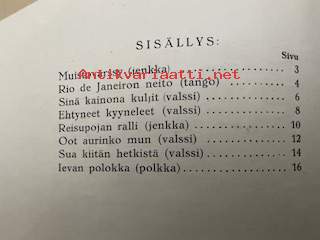 SISÄLLYS:
Sivu
(jenkka) 3
antikvariaatti.net
Rio de Janeiron neito (tango) 4
Sinä kainona kuljit (valssi) 6
Ehtyneet kyyneleet (valssi) 8
Reisupojan ralli (jenkka) 10
Oot aurinko mun (valssi) 12
Sua kiitän hetkistä (valssi) 14
Ievan polokka (polkka) 16